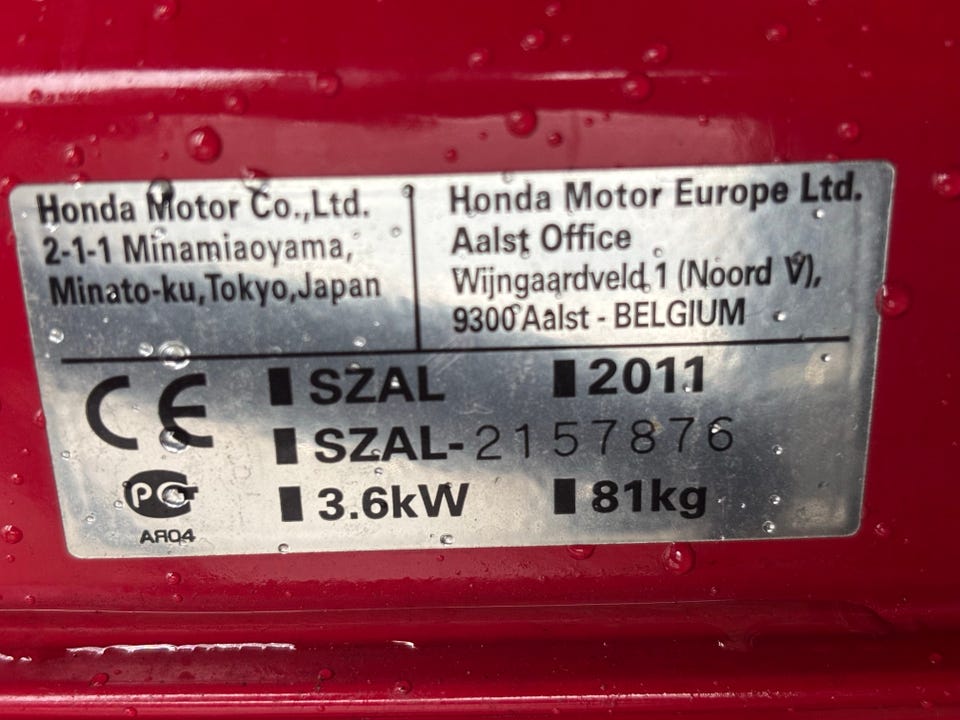 Honda Motor Co.,Ltd.
2-1-1 Minamiaoyama,
Minato-ku,Tokyo,Japan
Honda Motor Europe Ltd.
Aalst Office
Wijngaardveld,1 (Noord V),
9300 Aalst - BELGIUM
CE
SZAL 2011
SZAL-2157876
PCT
3.6kW 81kg
АЯ04